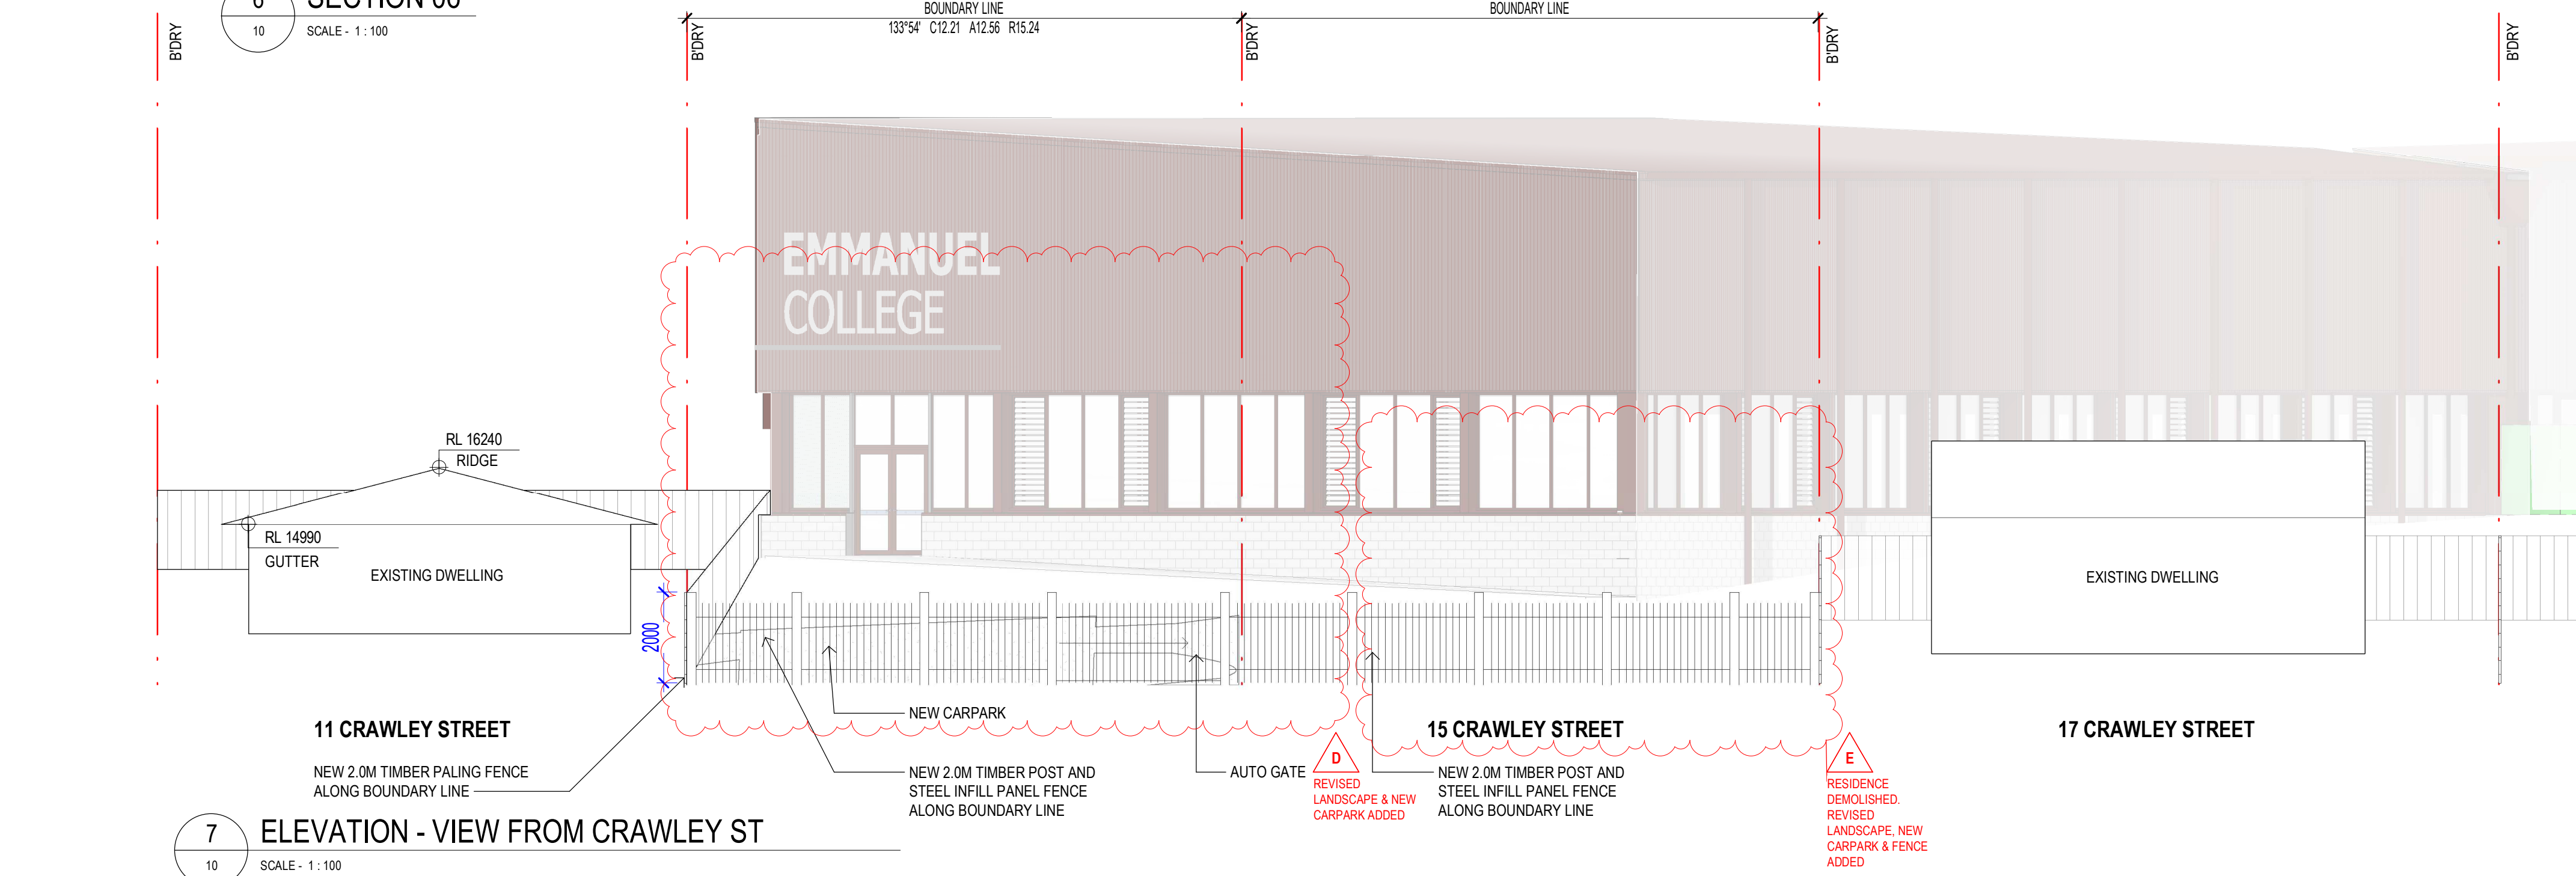 6
SECTION 06
10
SCALE - 1 : 100
BOUNDARY LINE
133°54' C12.21 A12.56 R15.24
BOUNDARY LINE
B'DRY
B'DRY
B'DRY
B'DRY
B'DRY
EMMANUEL
COLLEGE
RL 16240
RIDGE
RL 14990
GUTTER
EXISTING DWELLING
EXISTING DWELLING
2000
11 CRAWLEY STREET
NEW 2.0M TIMBER PALING FENCE
ALONG BOUNDARY LINE
NEW CARPARK
NEW 2.0M TIMBER POST AND
STEEL INFILL PANEL FENCE
ALONG BOUNDARY LINE
AUTO GATE
D
REVISED
LANDSCAPE & NEW
CARPARK ADDED
15 CRAWLEY STREET
NEW 2.0M TIMBER POST AND
STEEL INFILL PANEL FENCE
ALONG BOUNDARY LINE
E
RESIDENCE
DEMOLISHED.
REVISED
LANDSCAPE, NEW
CARPARK & FENCE
ADDED
17 CRAWLEY STREET
7
ELEVATION - VIEW FROM CRAWLEY ST
10
SCALE - 1 : 100